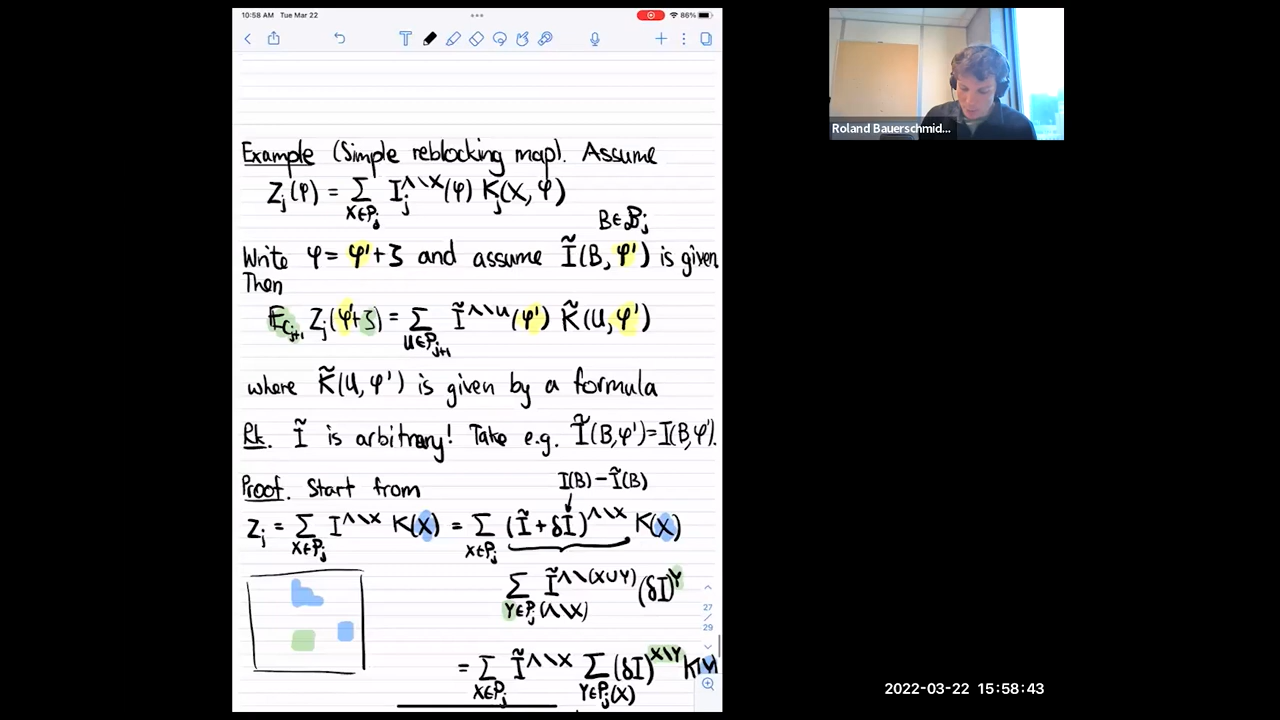 10:58 AM Tue Mar 22
86%
Example (Simple reblocking map). Assume
Z_j(φ) = Σ_{X∈P_j} I_j^{Λ\X}(φ) K_j(X, φ)
B∈B_j
Write φ = φ' + ζ and assume Ĩ(B, φ') is given
Then
E_{C_{j+1}} Z_j(φ'+ζ) = Σ_{U∈P_{j+1}} Ĩ^{Λ\U}(φ') K̃(U, φ')
where K̃(U, φ') is given by a formula
Rk. Ĩ is arbitrary! Take e.g. Ĩ(B,φ')=I(B,φ').
I(B) - Ĩ(B)
Proof. Start from
Z_j = Σ_{X∈P_j} I^{Λ\X} K(X) = Σ_{X∈P_j} (Ĩ + δI)^{Λ\X} K(X)
Σ_{Y∈P_j(Λ\X)} Ĩ^{Λ\(X∪Y)} (δI)^Y
= Σ_{X∈P_j} Ĩ^{Λ\X} Σ_{Y∈P_j(X)} (δI)^{X\Y} K(Y)
27
/
29
Roland Bauerschmid...
2022-03-22 15:58:43